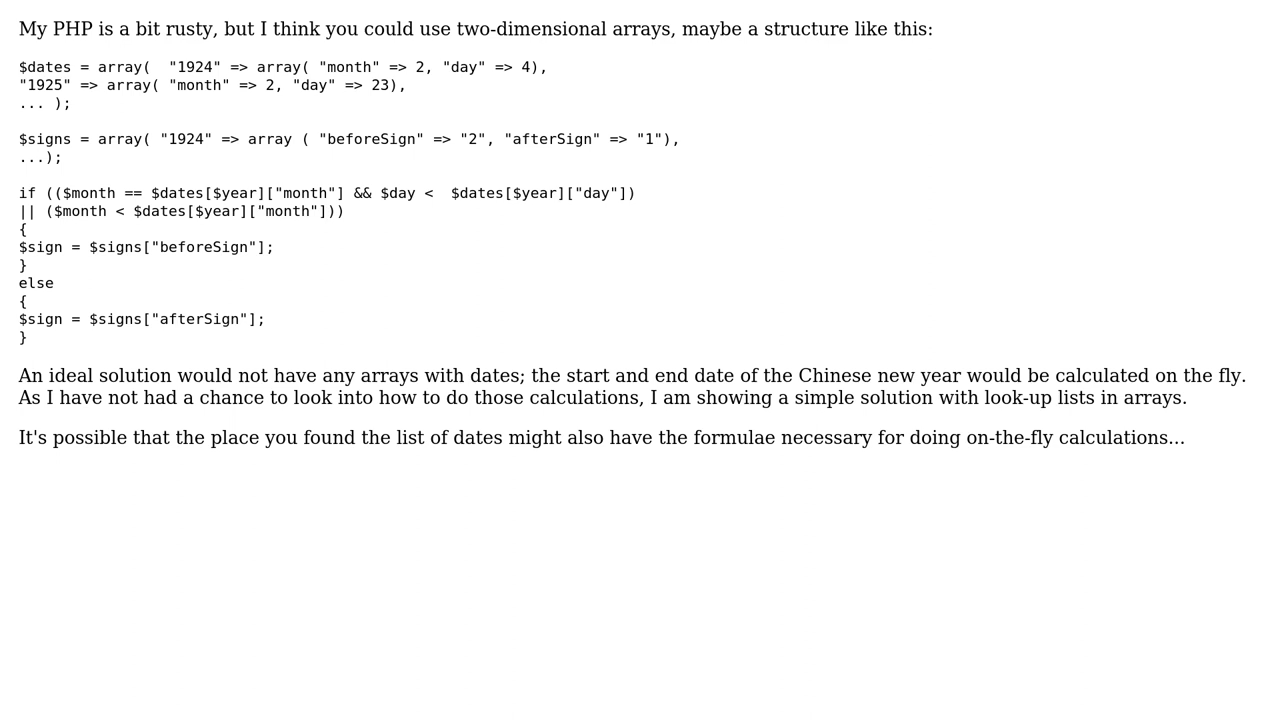 My PHP is a bit rusty, but I think you could use two-dimensional arrays, maybe a structure like this:
$dates = array(  "1924" => array( "month" => 2, "day" => 4),
"1925" => array( "month" => 2, "day" => 23),
... );
$signs = array( "1924" => array ( "beforeSign" => "2", "afterSign" => "1"),
...);
if (($month == $dates[$year]["month"] && $day <  $dates[$year]["day"])
|| ($month < $dates[$year]["month"]))
{
$sign = $signs["beforeSign"];
}
else
{
$sign = $signs["afterSign"];
}
An ideal solution would not have any arrays with dates; the start and end date of the Chinese new year would be calculated on the fly.
As I have not had a chance to look into how to do those calculations, I am showing a simple solution with look-up lists in arrays.
It's possible that the place you found the list of dates might also have the formulae necessary for doing on-the-fly calculations...